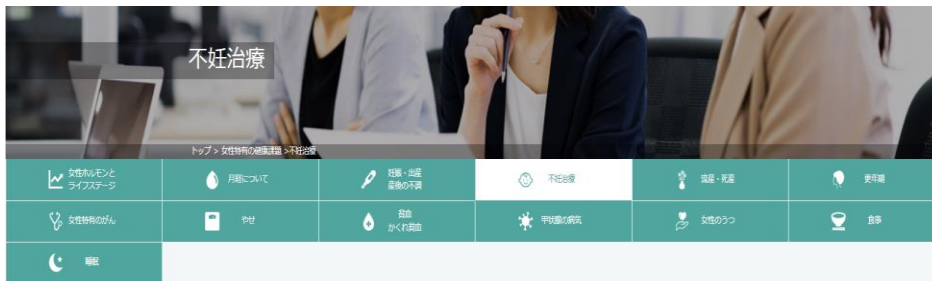 不妊治療
トップ > 女性特有の健康課題 >不妊治療
女性ホルモンと
ライフステージ
月経について
妊娠・出産
産後の不調
不妊治療
流産・死産
更年期
女性特有のがん
やせ
貧血
かくれ貧血
甲状腺の病気
女性のうつ
食事
睡眠